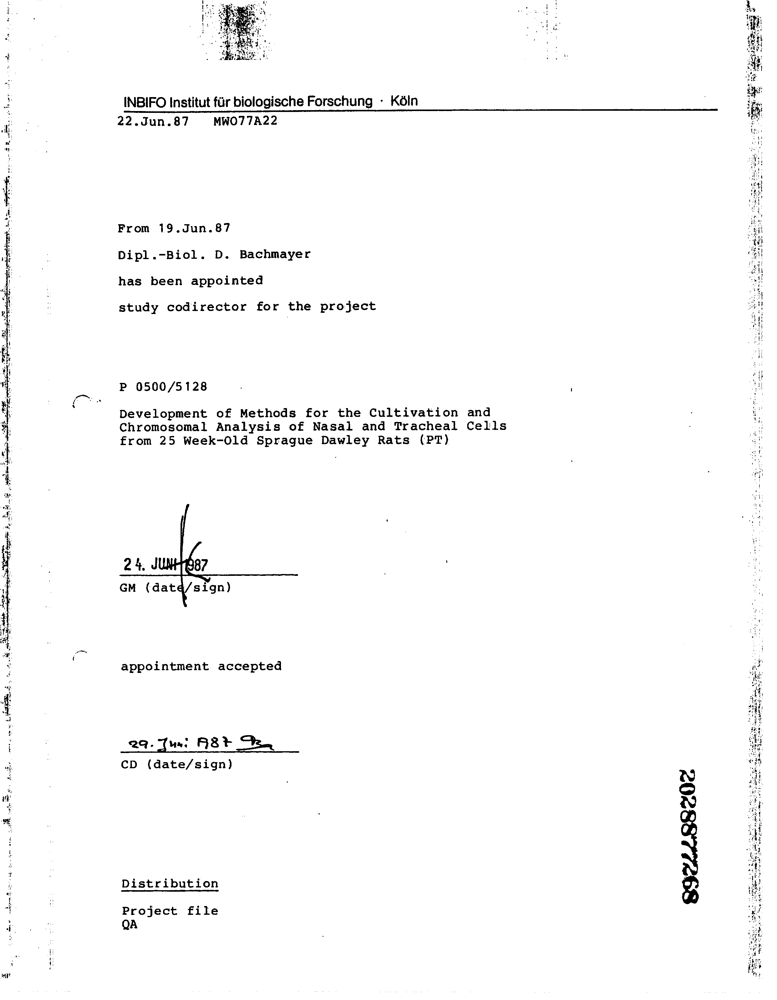 INBIFO Institut für biologische Forschung · Köln
22.Jun.87 MWO77A22
From 19.Jun.87
Dipl.-Biol. D. Bachmayer
has been appointed
study codirector for the project
P 0500/5128
Development of Methods for the Cultivation and
Chromosomal Analysis of Nasal and Tracheal Cells
from 25 Week-Old Sprague Dawley Rats (PT)
24. JUNI 1987
GM (date/sign)
appointment accepted
29. Juni 1987
CD (date/sign)
Distribution
Project file
QA
2028877268